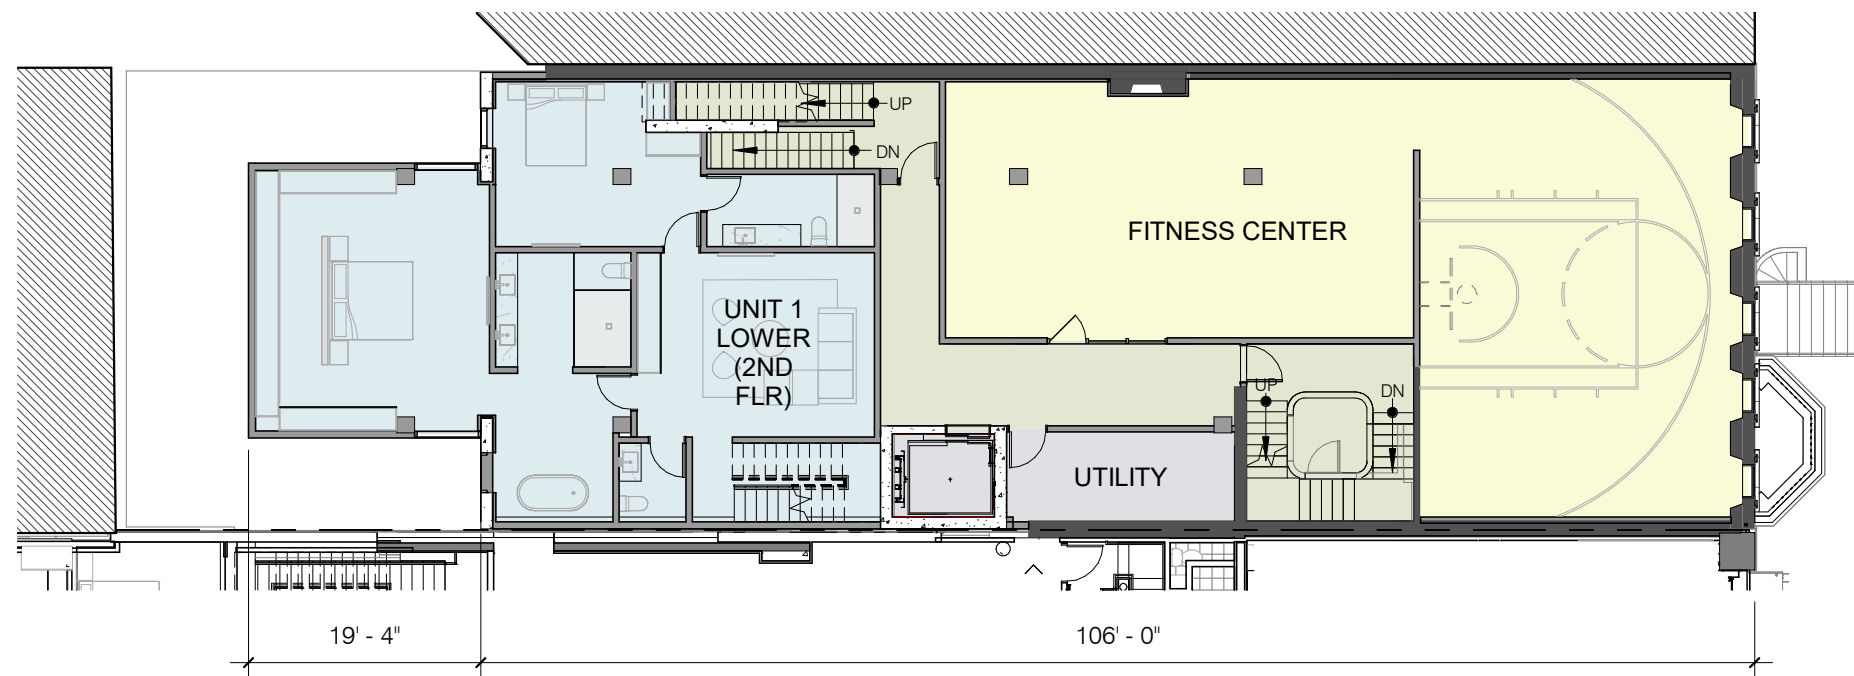 UP
DN
FITNESS CENTER
UNIT 1
LOWER
(2ND
FLR)
UP
DN
UTILITY
19' - 4"
106' - 0"